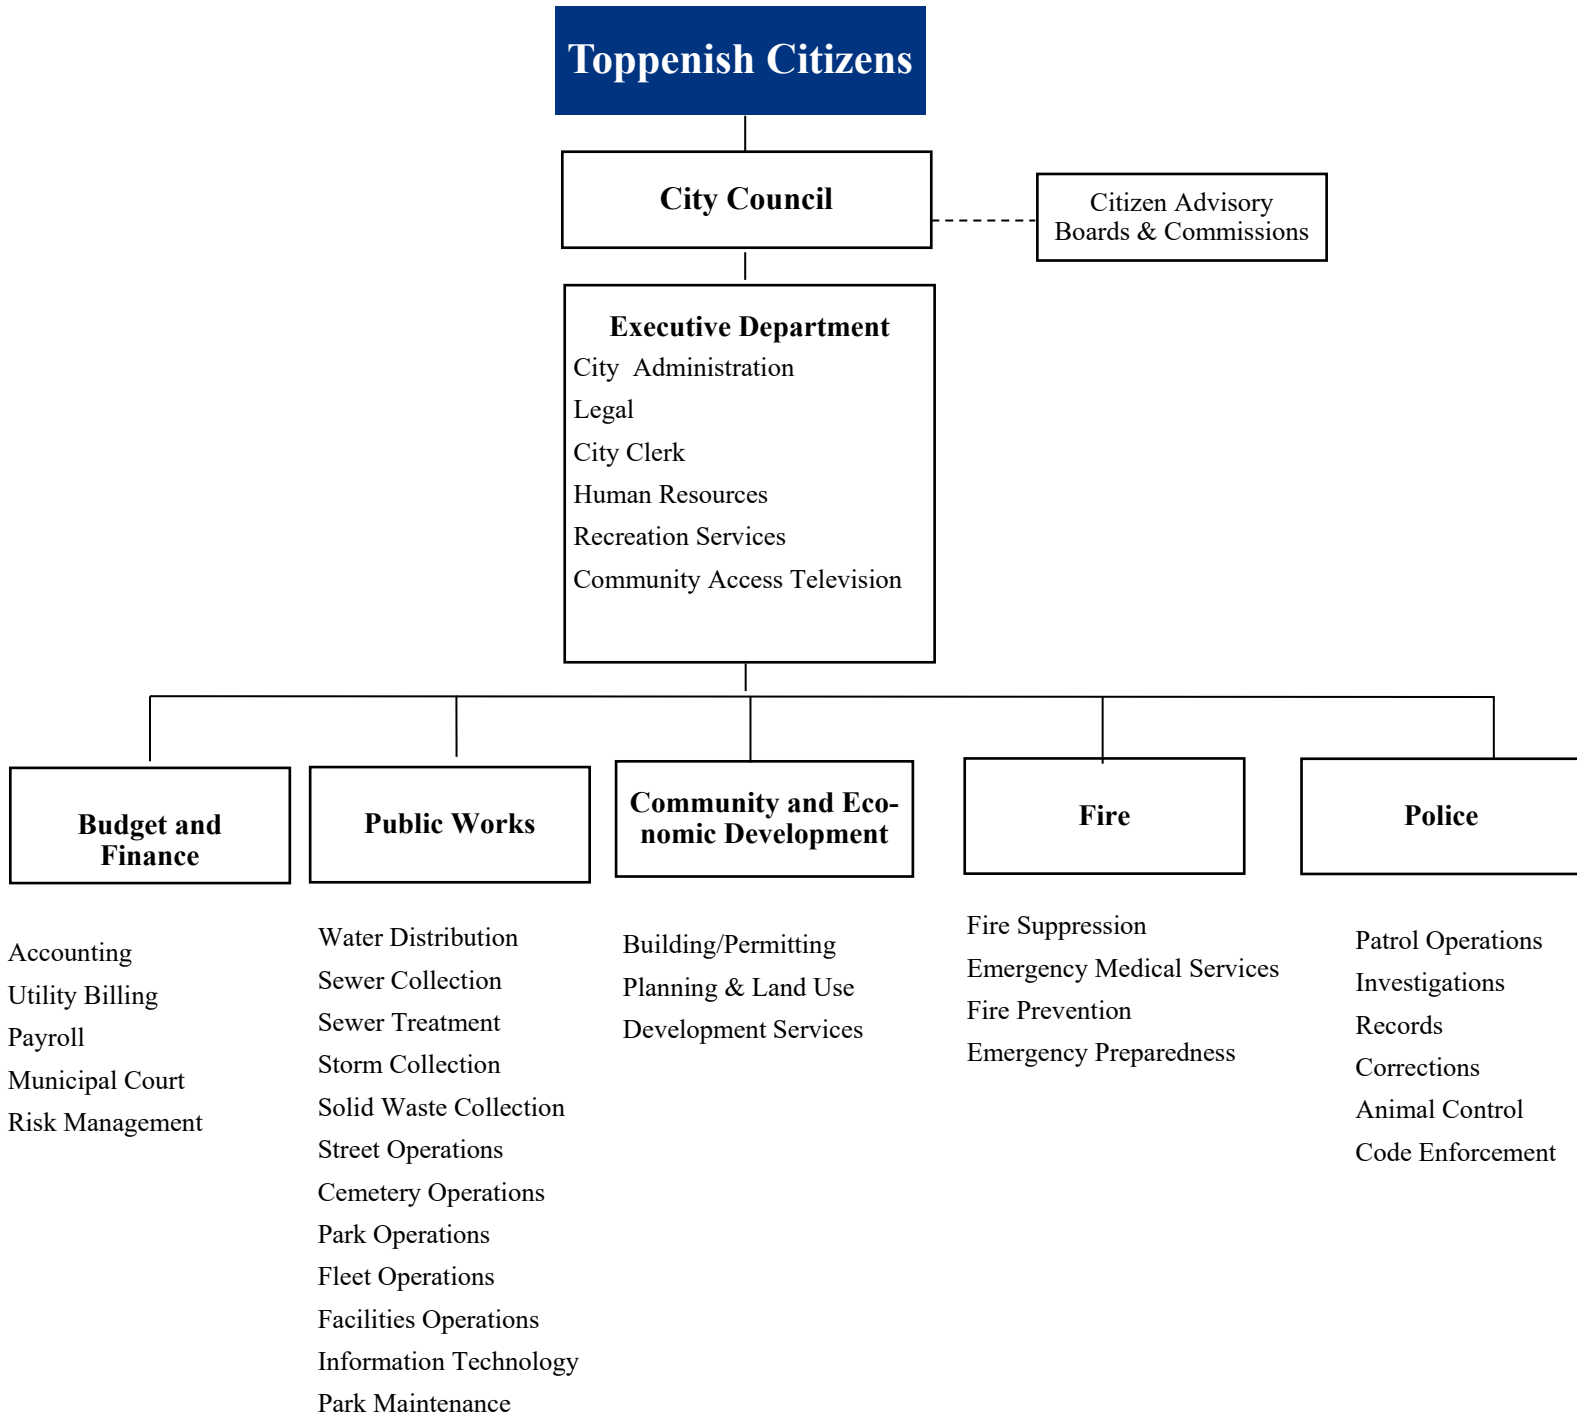 Toppenish Citizens
City Council
Citizen Advisory
Boards & Commissions
Executive Department
City  Administration
Legal
City Clerk
Human Resources
Recreation Services
Community Access Television
Budget and
Finance
Public Works
Community and Eco-
nomic Development
Fire
Police
Accounting
Utility Billing
Payroll
Municipal Court
Risk Management
Water Distribution
Sewer Collection
Sewer Treatment
Storm Collection
Solid Waste Collection
Street Operations
Cemetery Operations
Park Operations
Fleet Operations
Facilities Operations
Information Technology
Park Maintenance
Building/Permitting
Planning & Land Use
Development Services
Fire Suppression
Emergency Medical Services
Fire Prevention
Emergency Preparedness
Patrol Operations
Investigations
Records
Corrections
Animal Control
Code Enforcement